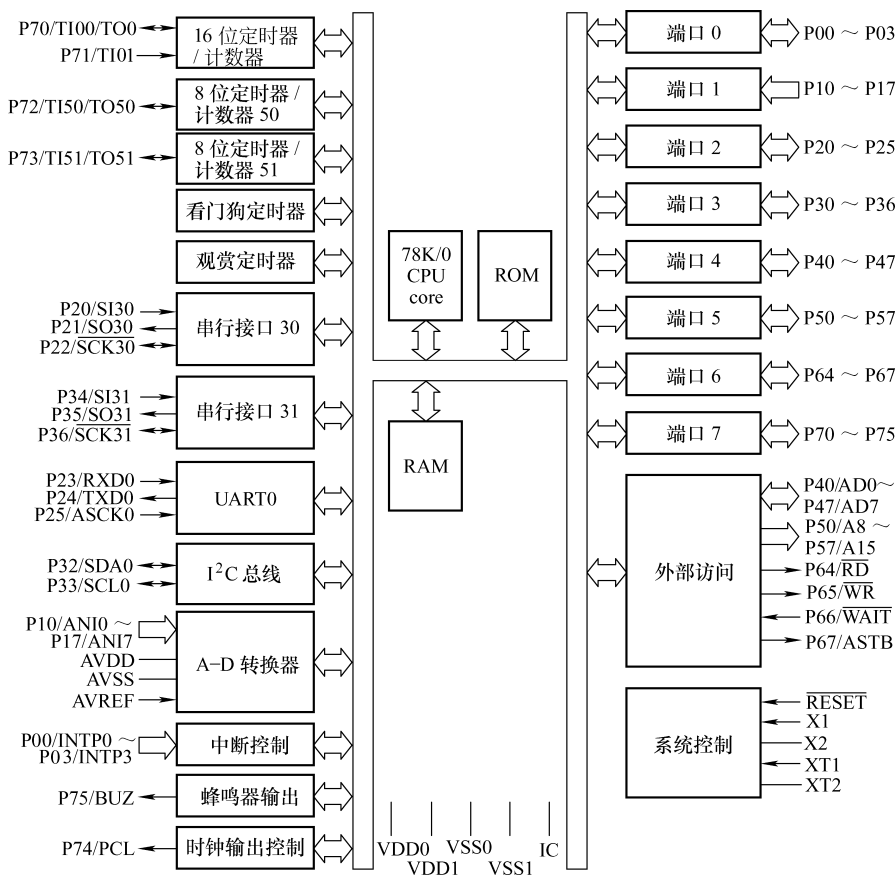 P70/TI00/TO0
P71/TI01
16 位定时器
/ 计数器
P72/TI50/TO50
8 位定时器 /
计数器 50
P73/TI51/TO51
8 位定时器 /
计数器 51
看门狗定时器
观赏定时器
P20/SI30
P21/SO30
P22/SCK30
串行接口 30
P34/SI31
P35/SO31
P36/SCK31
串行接口 31
P23/RXD0
P24/TXD0
P25/ASCK0
UART0
P32/SDA0
P33/SCL0
I²C 总线
P10/ANI0 ～
P17/ANI7
AVDD
AVSS
AVREF
A-D 转换器
P00/INTP0 ～
P03/INTP3
中断控制
P75/BUZ
蜂鸣器输出
P74/PCL
时钟输出控制
78K/0
CPU
core
ROM
RAM
VDD0
VDD1
VSS0
VSS1
IC
端口 0
P00 ～ P03
端口 1
P10 ～ P17
端口 2
P20 ～ P25
端口 3
P30 ～ P36
端口 4
P40 ～ P47
端口 5
P50 ～ P57
端口 6
P64 ～ P67
端口 7
P70 ～ P75
外部访问
P40/AD0～
P47/AD7
P50/A8 ～
P57/A15
P64/RD
P65/WR
P66/WAIT
P67/ASTB
系统控制
RESET
X1
X2
XT1
XT2